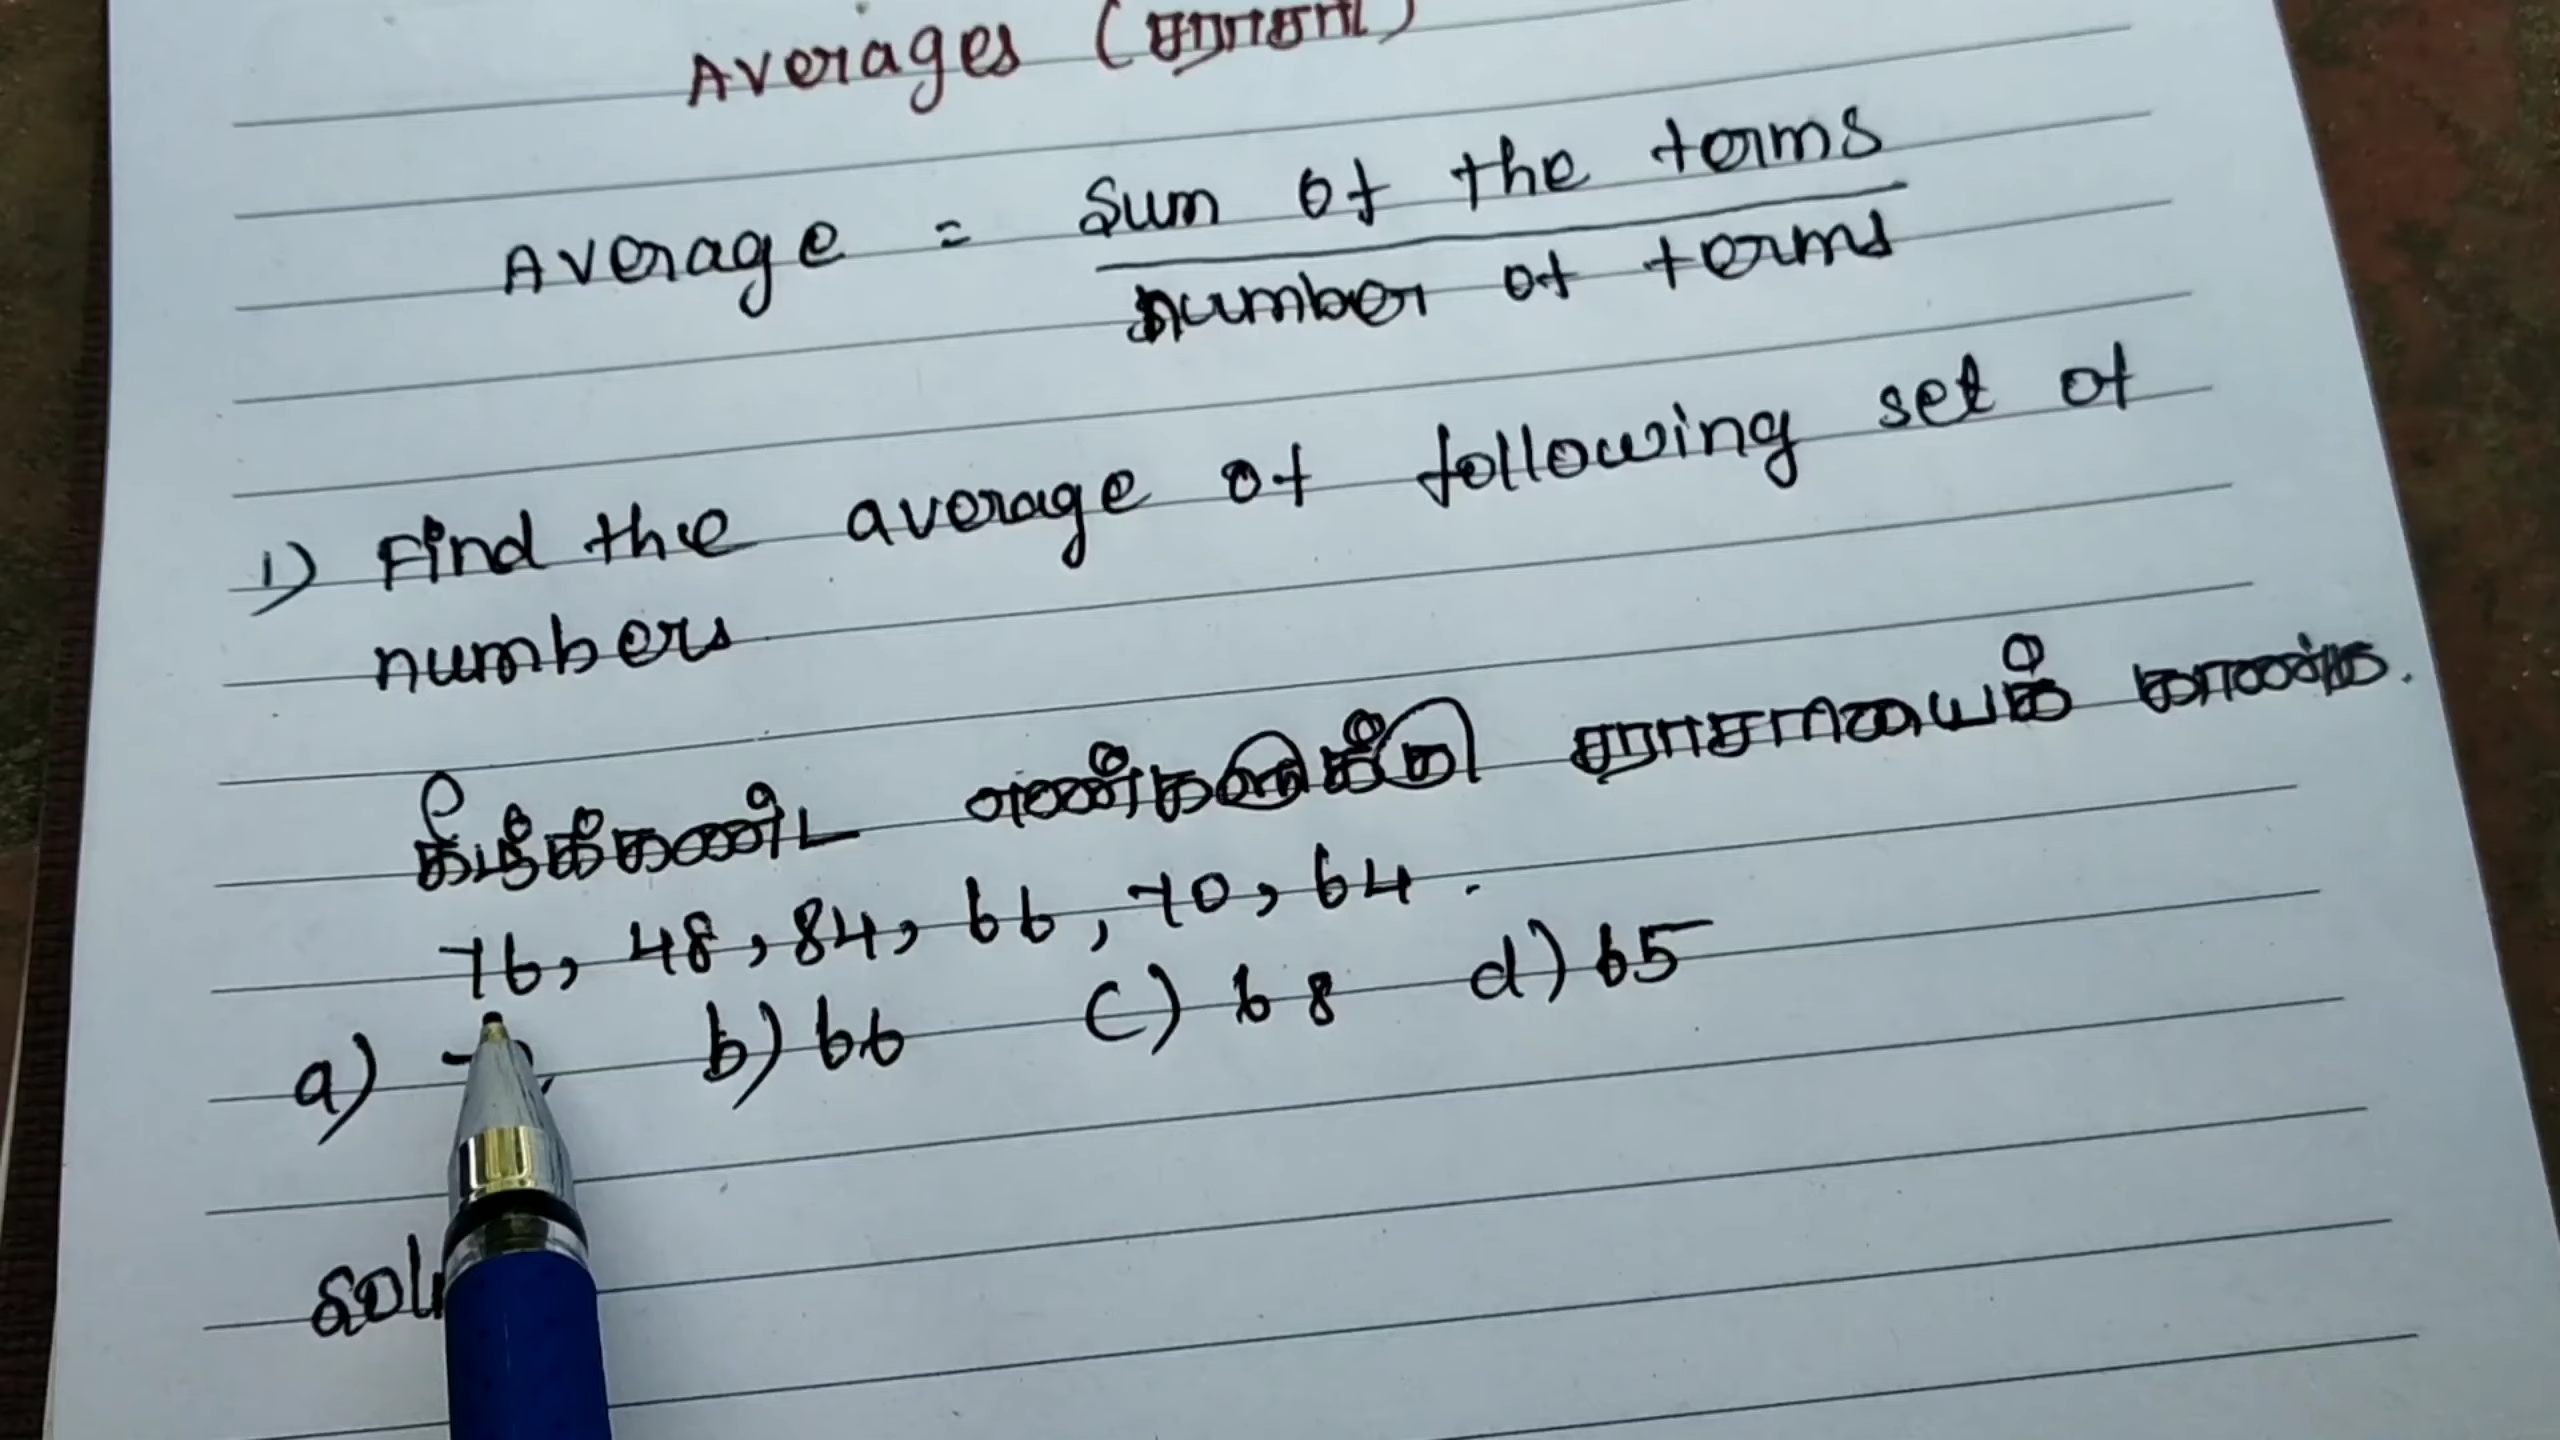 Averages (சராசரி)
Average = Sum of the terms
number of terms
1) Find the average of following set of
numbers
கீழ்க்கண்ட எண்களுக்கு சராசரியைக் காண்க.
76, 48, 84, 66, 70, 64.
a) b) 66 c) 68 d) 65